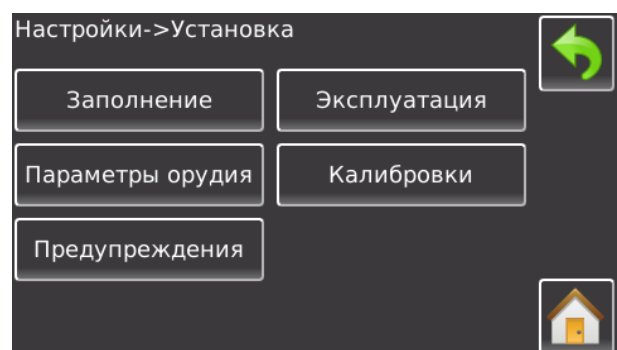 Настройки->Установка
Заполнение
Эксплуатация
Параметры орудия
Калибровки
Предупреждения